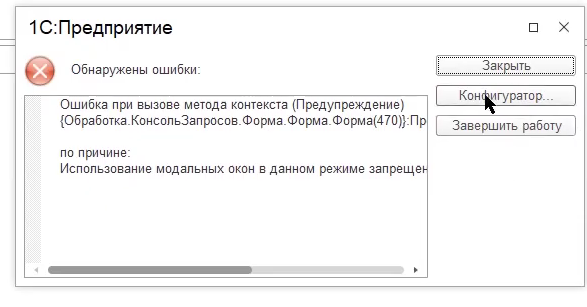 1С:Предприятие
Обнаружены ошибки:
Закрыть
Конфигуратор...
Завершить работу
Ошибка при вызове метода контекста (Предупреждение)
{Обработка.КонсольЗапросов.Форма.Форма.Форма(470)}:Пр
по причине:
Использование модальных окон в данном режиме запрещен